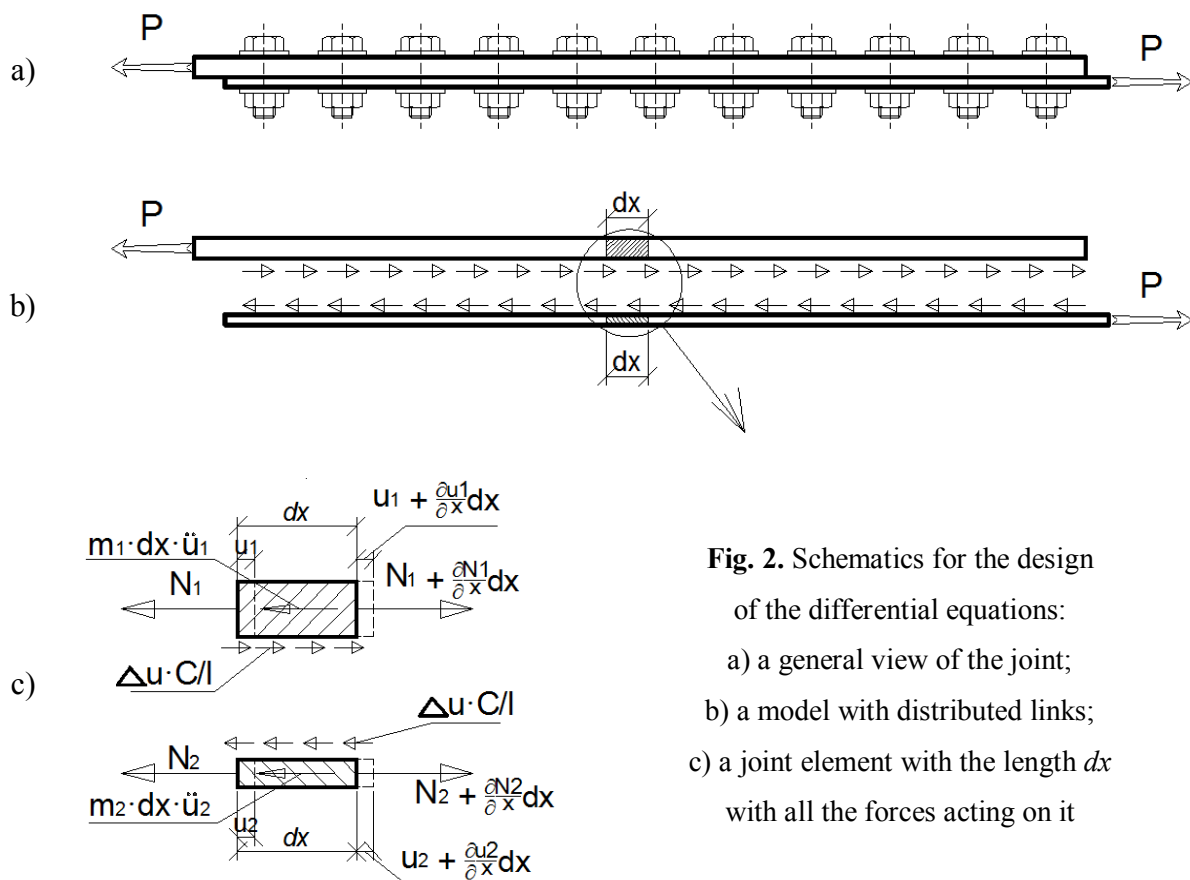 P
a)
P
dx
P
b)
P
dx
u1 + ∂u1/∂x dx
dx
m1·dx·ü1
u1
N1
N1 + ∂N1/∂x dx
Δu·C/l
c)
Δu·C/l
N2
N2 + ∂N2/∂x dx
m2·dx·ü2
u2
dx
u2 + ∂u2/∂x dx
Fig. 2. Schematics for the design
of the differential equations:
a) a general view of the joint;
b) a model with distributed links;
c) a joint element with the length dx
with all the forces acting on it